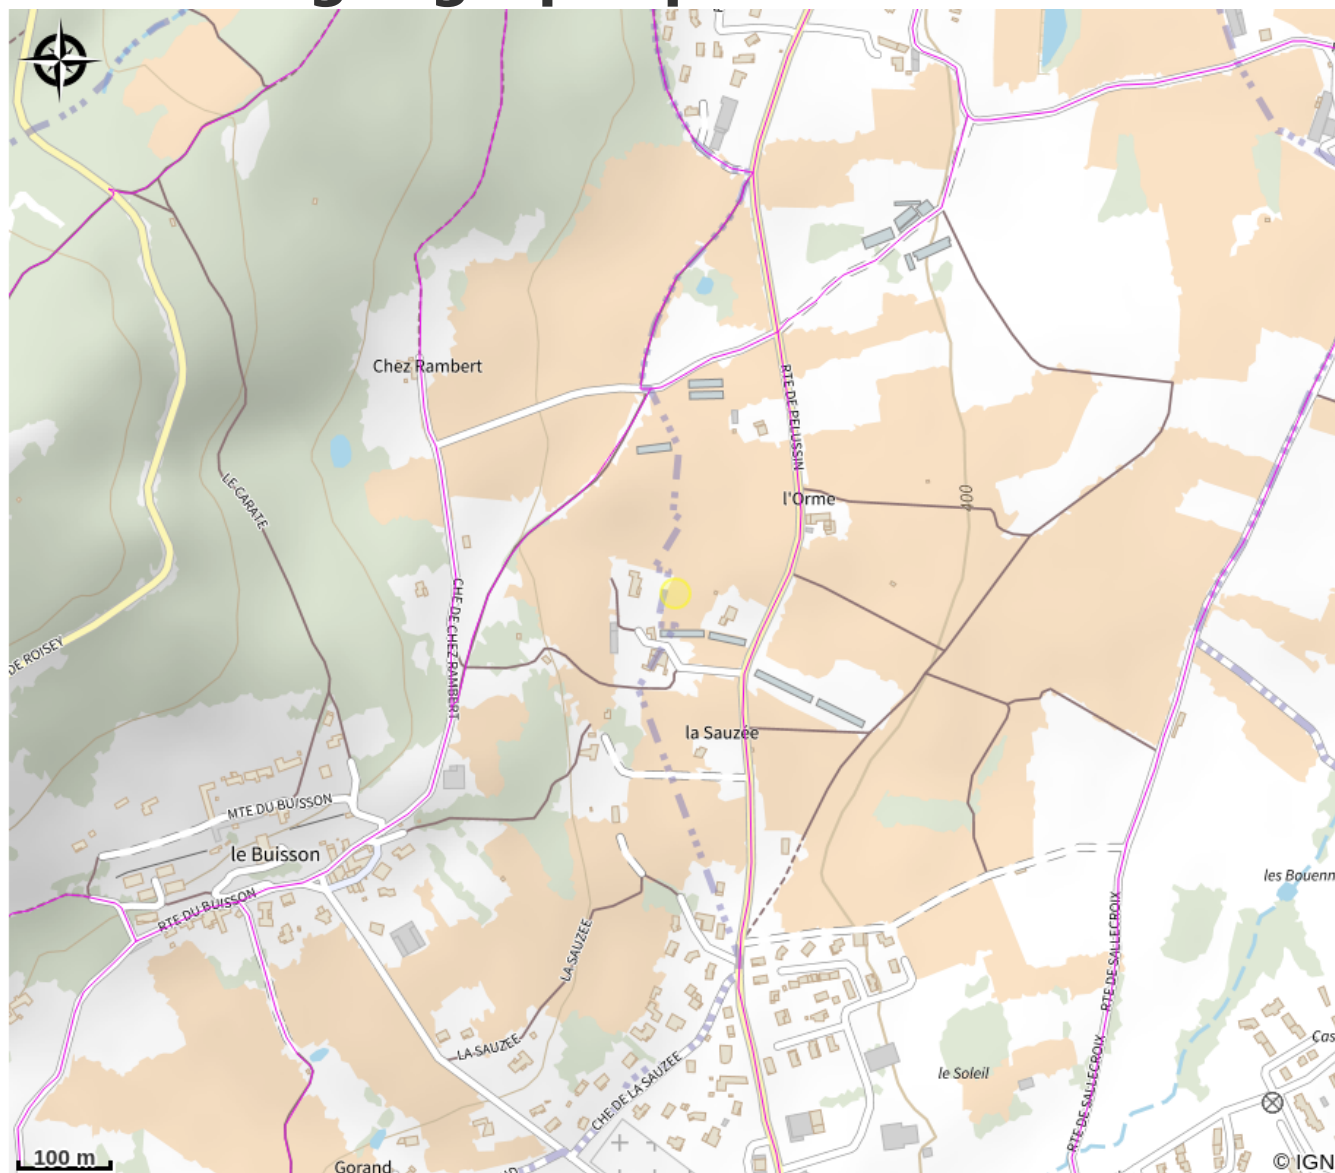 Chez Rambert
RTE DE PELUSSIN
LE CARATE
l'Orme
400
CHE DE CHEZ RAMBERT
DE ROISEY
la Sauzée
MTE DU BUISSON
le Buisson
les Bouenn
RTE DU BUISSON
LA SAUZEE
RTE DE SALLECROIX
LA SAUZEE
Cas
le Soleil
CHE DE LA SAUZEE
RTE DE SALLECROIX
100 m
Gorand
© IGN